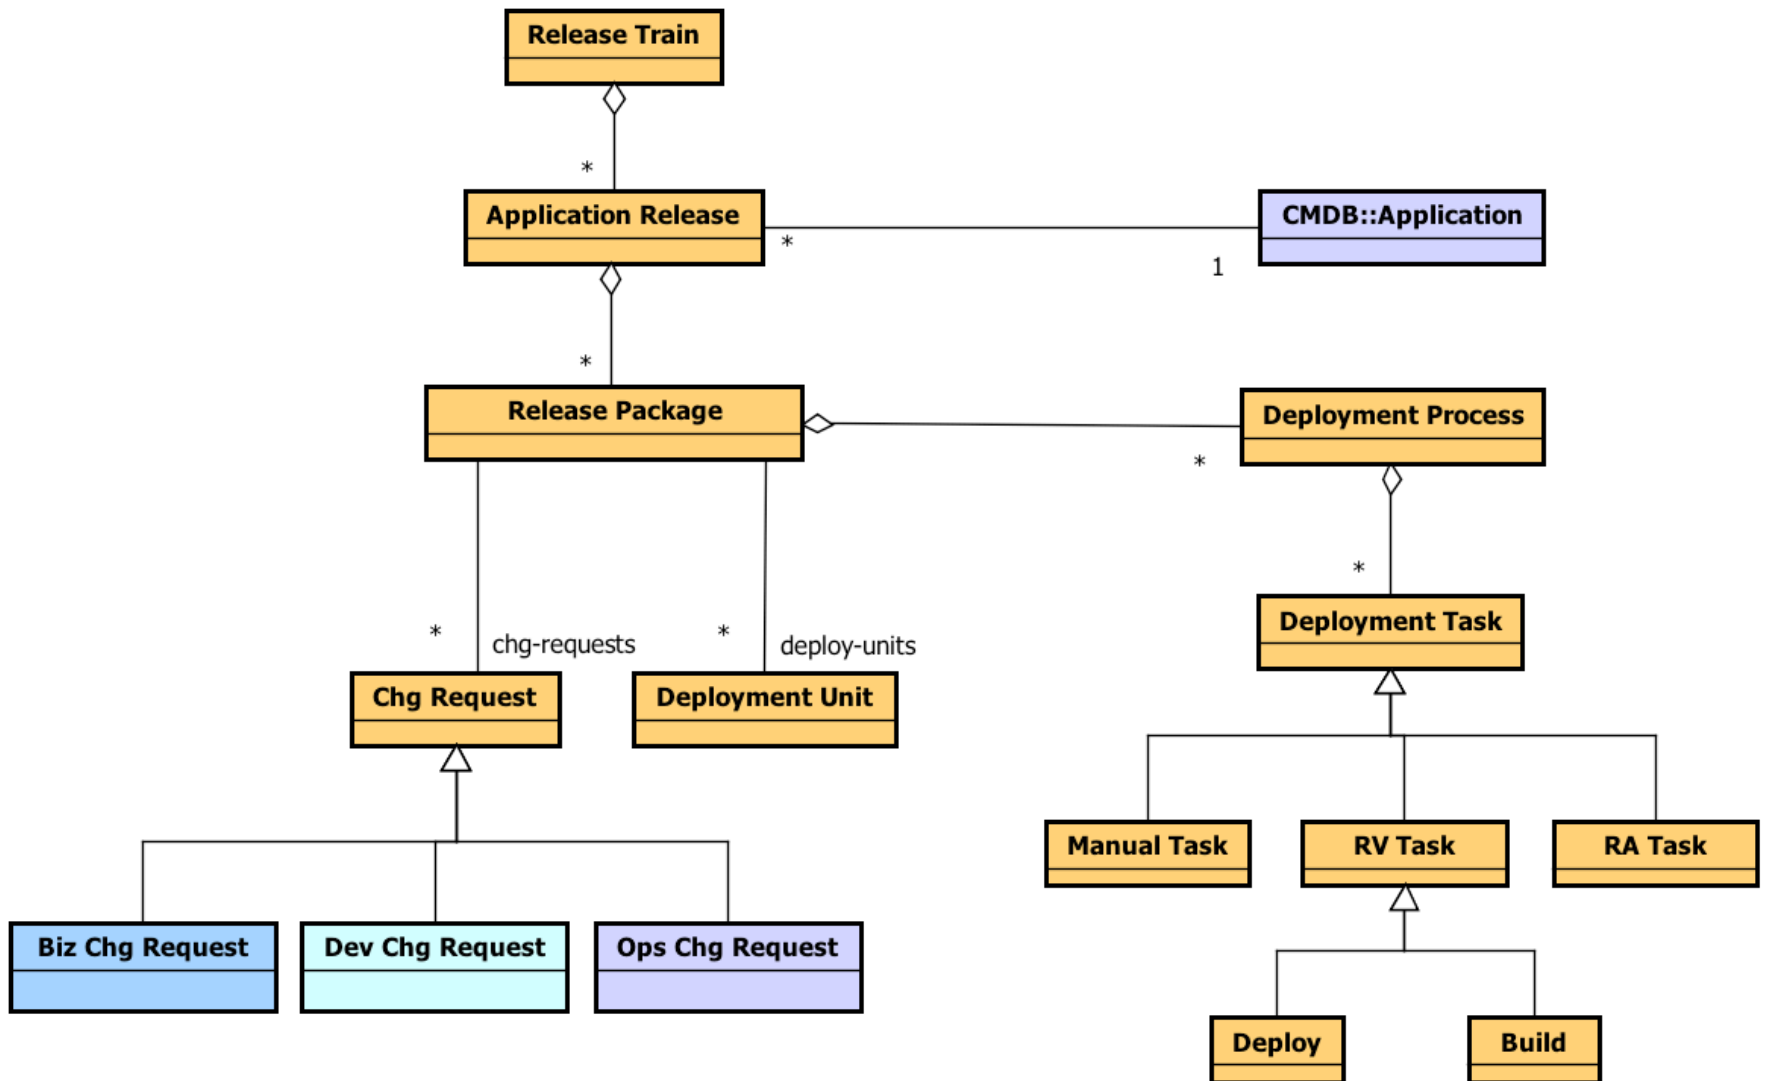 Release Train
*
Application Release
CMDB::Application
*
1
*
Release Package
Deployment Process
*
*
*
chg-requests
*
deploy-units
Deployment Task
Chg Request
Deployment Unit
Manual Task
RV Task
RA Task
Biz Chg Request
Dev Chg Request
Ops Chg Request
Deploy
Build